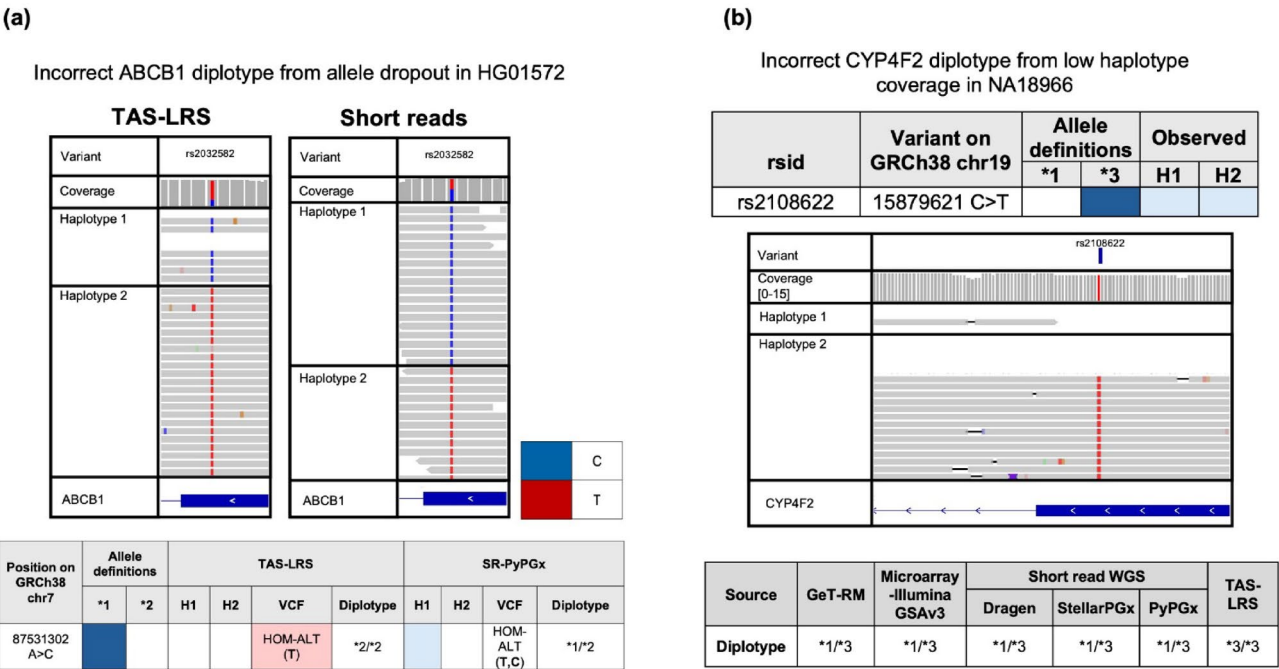 (a)
Incorrect ABCB1 diplotype from allele dropout in HG01572
TAS-LRS
Short reads
Variant
rs2032582
Coverage
Haplotype 1
Haplotype 2
ABCB1
Variant
rs2032582
Coverage
Haplotype 1
Haplotype 2
ABCB1
C
T
Position on
GRCh38
chr7
Allele
definitions
TAS-LRS
SR-PyPGx
*1 *2 H1 H2 VCF Diplotype H1 H2 VCF Diplotype
87531302
A>C
HOM-ALT
(T)
*2/*2
HOM-
ALT
(T,C)
*1/*2
(b)
Incorrect CYP4F2 diplotype from low haplotype
coverage in NA18966
rsid
Variant on
GRCh38 chr19
Allele
definitions
Observed
*1 *3 H1 H2
rs2108622 15879621 C>T
Variant
rs2108622
Coverage
[0-15]
Haplotype 1
Haplotype 2
CYP4F2
Source
GeT-RM
Microarray
-Illumina
GSAv3
Short read WGS
Dragen StellarPGx PyPGx
TAS-
LRS
Diplotype *1/*3 *1/*3 *1/*3 *1/*3 *1/*3 *3/*3